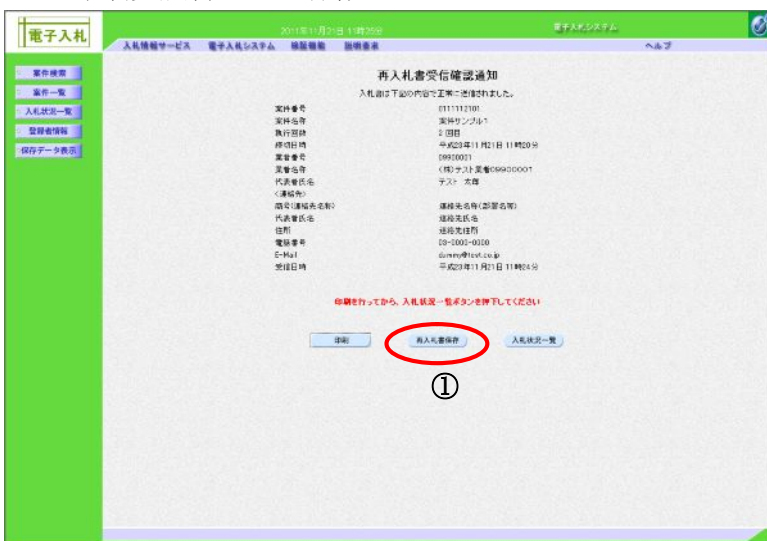 電子入札
2011年11月21日 11時25分
電子入札システム
入札情報サービス 電子入札システム 検証機能 説明要求
ヘルプ
案件検索
案件一覧
入札状況一覧
登録者情報
保存データ表示
再入札書受信確認通知
入札書は下記の内容で正常に送信されました。
案件番号 0111112101
案件名称 案件サンプル1
執行回数 2 回目
締切日時 平成23年11月21日 11時20分
業者番号 09900001
業者名称 (株)テスト業者09900001
代表者氏名 テスト 太郎
<連絡先>
商号(連絡先名称) 連絡先名称(部署名等)
代表者氏名 連絡先氏名
住所 連絡先住所
電話番号 03-0000-0000
E-Mail dummy@test.co.jp
受信日時 平成23年11月21日 11時24分
印刷を行ってから、入札状況一覧ボタンを押下してください
印刷 再入札書保存 入札状況一覧
①